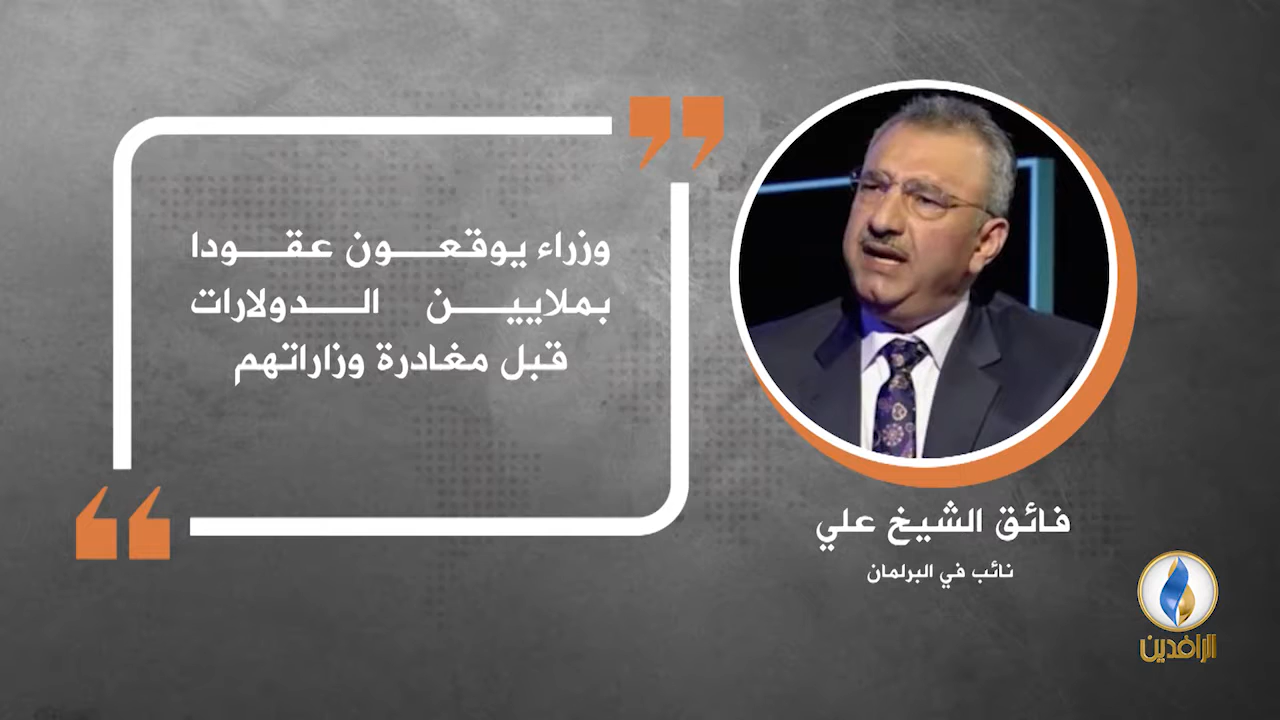 وزراء يوقعون عقودا
بملايين الدولارات
قبل مغادرة وزاراتهم
فائق الشيخ علي
نائب في البرلمان
الرافدين